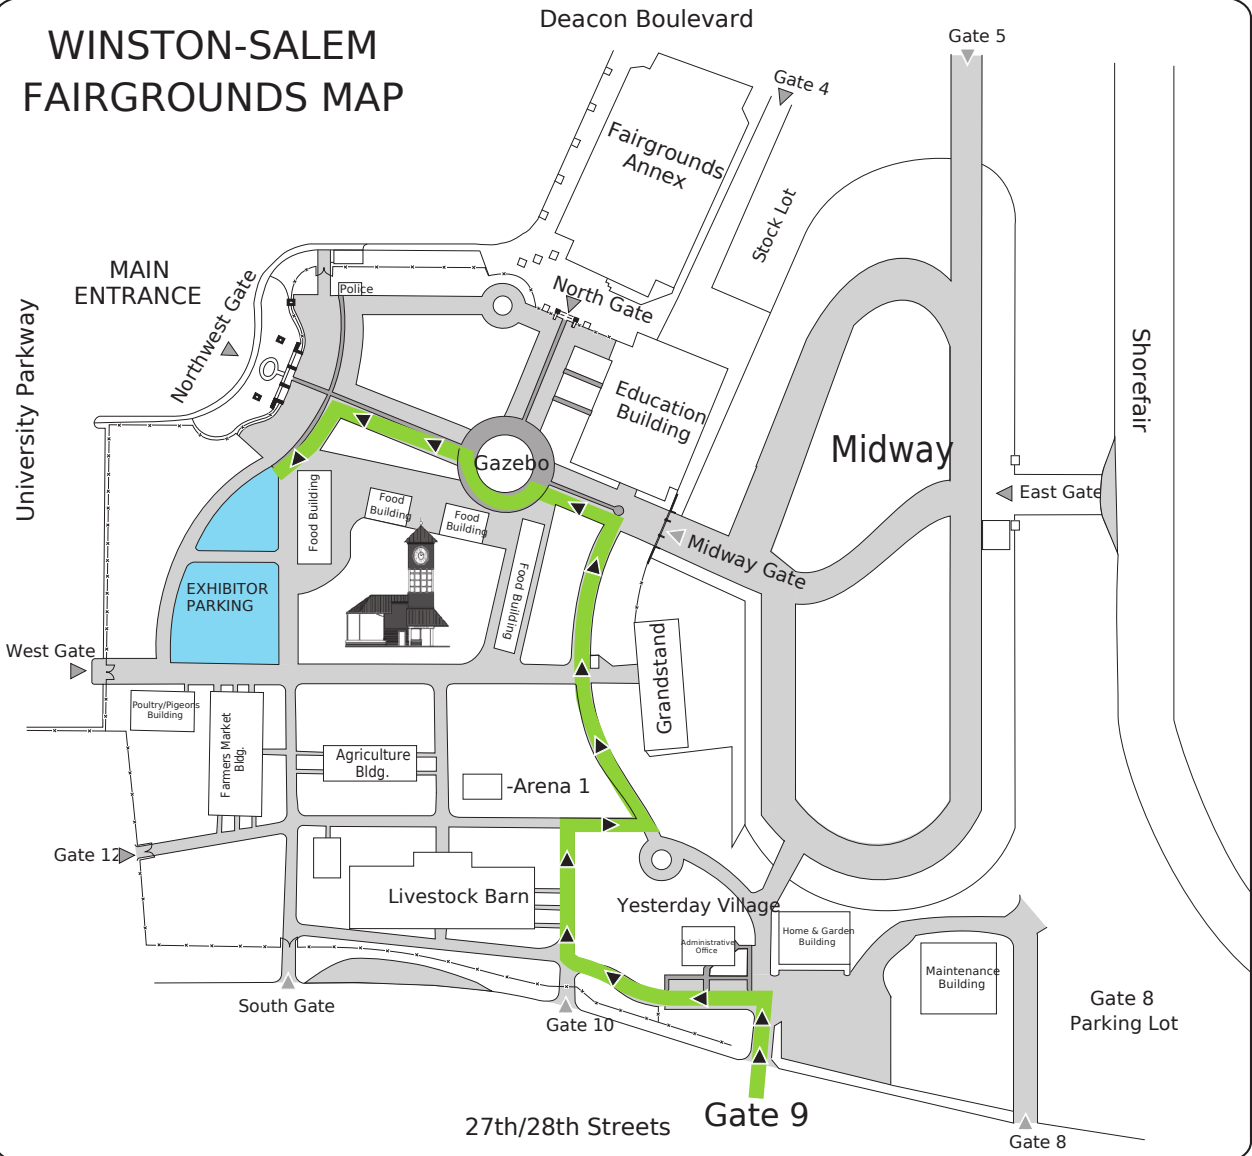 Deacon Boulevard
WINSTON-SALEM
FAIRGROUNDS MAP
Gate 5
Gate 4
Fairgrounds
Annex
Stock Lot
MAIN
ENTRANCE
Northwest Gate
Police
North Gate
University Parkway
Shorefair
Education
Building
Midway
Gazebo
East Gate
Food Building
Food
Building
Food
Building
Food Building
Midway Gate
EXHIBITOR
PARKING
West Gate
Grandstand
Poultry/Pigeons
Building
Farmers Market
Bldg.
Agriculture
Bldg.
-Arena 1
Gate 12
Livestock Barn
Yesterday Village
Administrative
Office
Home & Garden
Building
Maintenance
Building
Gate 8
Parking Lot
South Gate
Gate 10
Gate 9
27th/28th Streets
Gate 8